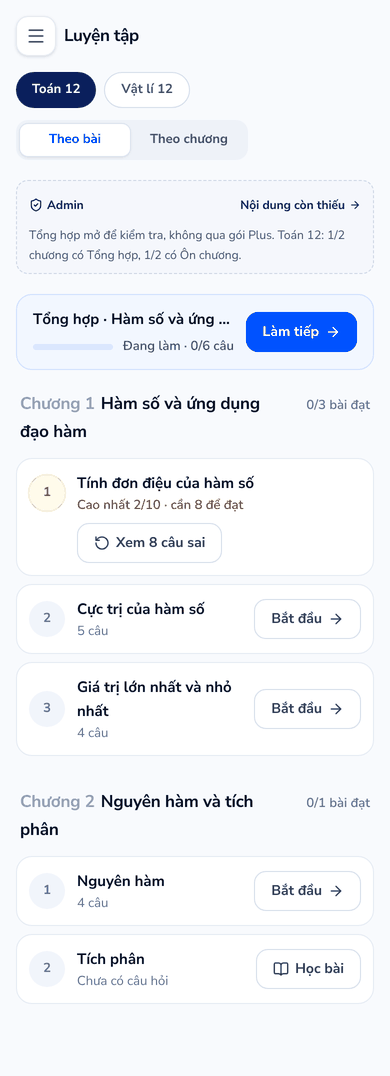 Luyện tập
Toán 12
Vật lí 12
Theo bài
Theo chương
Admin
Nội dung còn thiếu →
Tổng hợp mở để kiểm tra, không qua gói Plus. Toán 12: 1/2
chương có Tổng hợp, 1/2 có Ôn chương.
Tổng hợp · Hàm số và ứng ...
Đang làm · 0/6 câu
Làm tiếp →
Chương 1 Hàm số và ứng dụng
đạo hàm
0/3 bài đạt
1
Tính đơn điệu của hàm số
Cao nhất 2/10 · cần 8 để đạt
Xem 8 câu sai
2
Cực trị của hàm số
5 câu
Bắt đầu →
3
Giá trị lớn nhất và nhỏ
nhất
4 câu
Bắt đầu →
Chương 2 Nguyên hàm và tích
phân
0/1 bài đạt
1
Nguyên hàm
4 câu
Bắt đầu →
2
Tích phân
Chưa có câu hỏi
Học bài